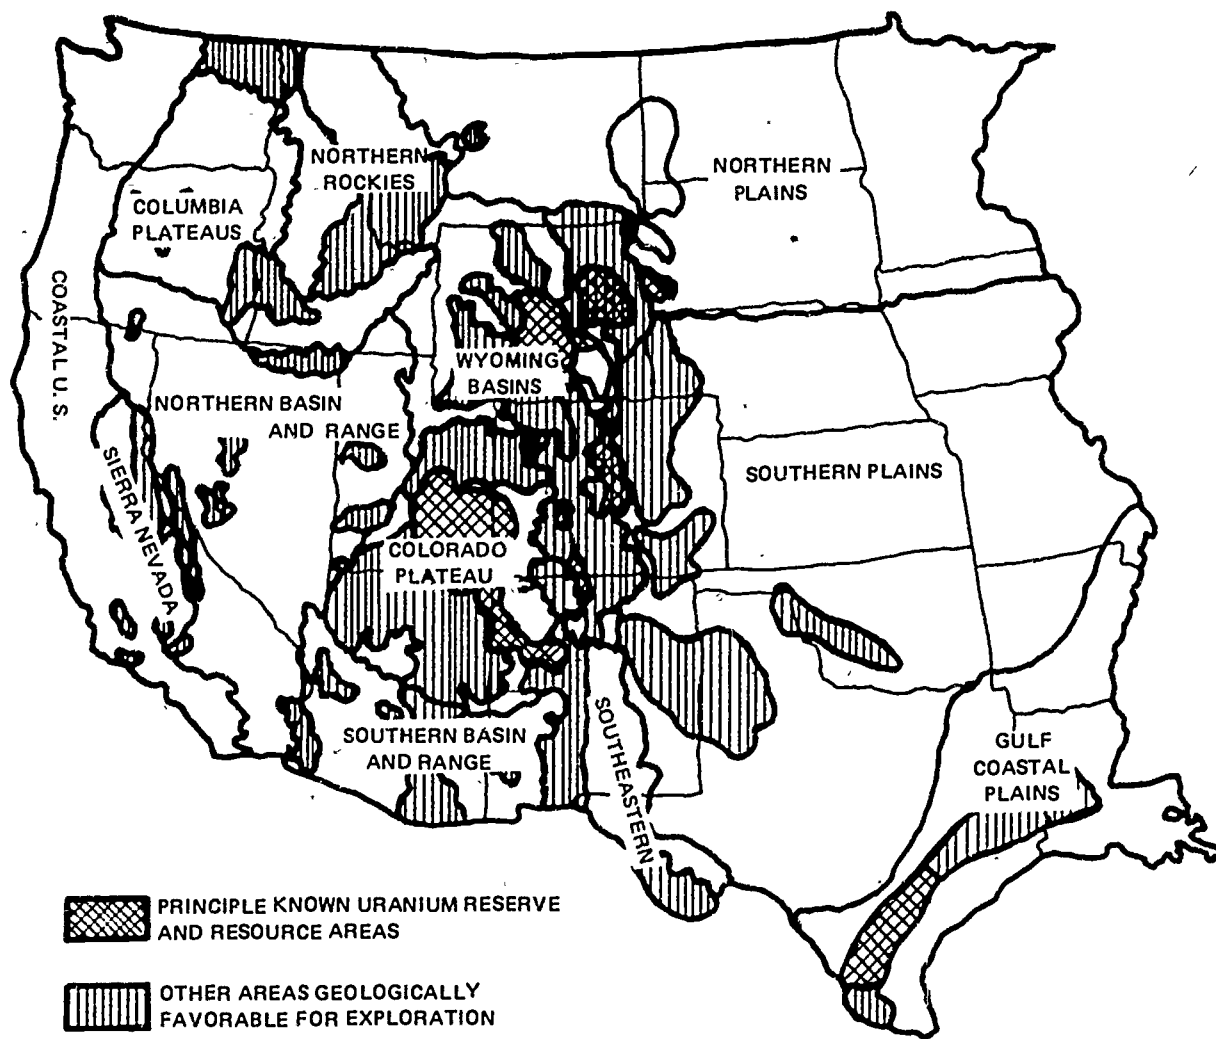 NORTHERN
ROCKIES
NORTHERN
PLAINS
COLUMBIA
PLATEAUS
COASTAL U.S.
WYOMING
BASINS
NORTHERN BASIN
AND RANGE
SIERRA NEVADA
SOUTHERN PLAINS
COLORADO
PLATEAU
SOUTHERN BASIN
AND RANGE
SOUTHEASTERN
GULF
COASTAL
PLAINS
PRINCIPLE KNOWN URANIUM RESERVE
AND RESOURCE AREAS
OTHER AREAS GEOLOGICALLY
FAVORABLE FOR EXPLORATION